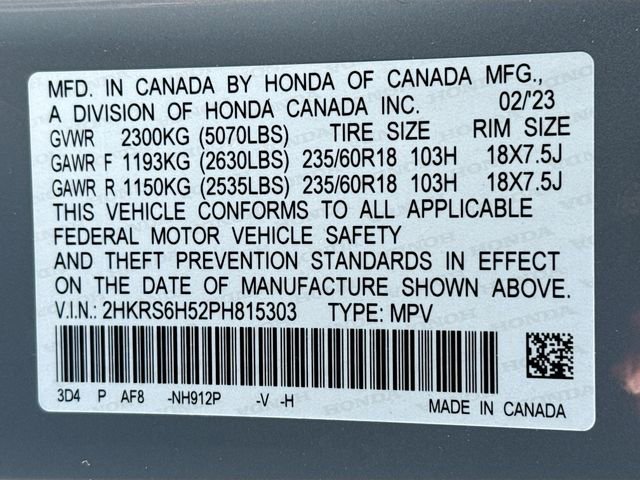 MFD. IN CANADA BY HONDA OF CANADA MFG.,
A DIVISION OF HONDA CANADA INC. 02/'23
GVWR 2300KG (5070LBS) TIRE SIZE RIM SIZE
GAWR F 1193KG (2630LBS) 235/60R18 103H 18X7.5J
GAWR R 1150KG (2535LBS) 235/60R18 103H 18X7.5J
THIS VEHICLE CONFORMS TO ALL APPLICABLE
FEDERAL MOTOR VEHICLE SAFETY
AND THEFT PREVENTION STANDARDS IN EFFECT
ON THE DATE OF MANUFACTURE SHOWN ABOVE.
V.I.N.: 2HKRS6H52PH815303 TYPE: MPV
3D4 P AF8 -NH912P -V -H MADE IN CANADA